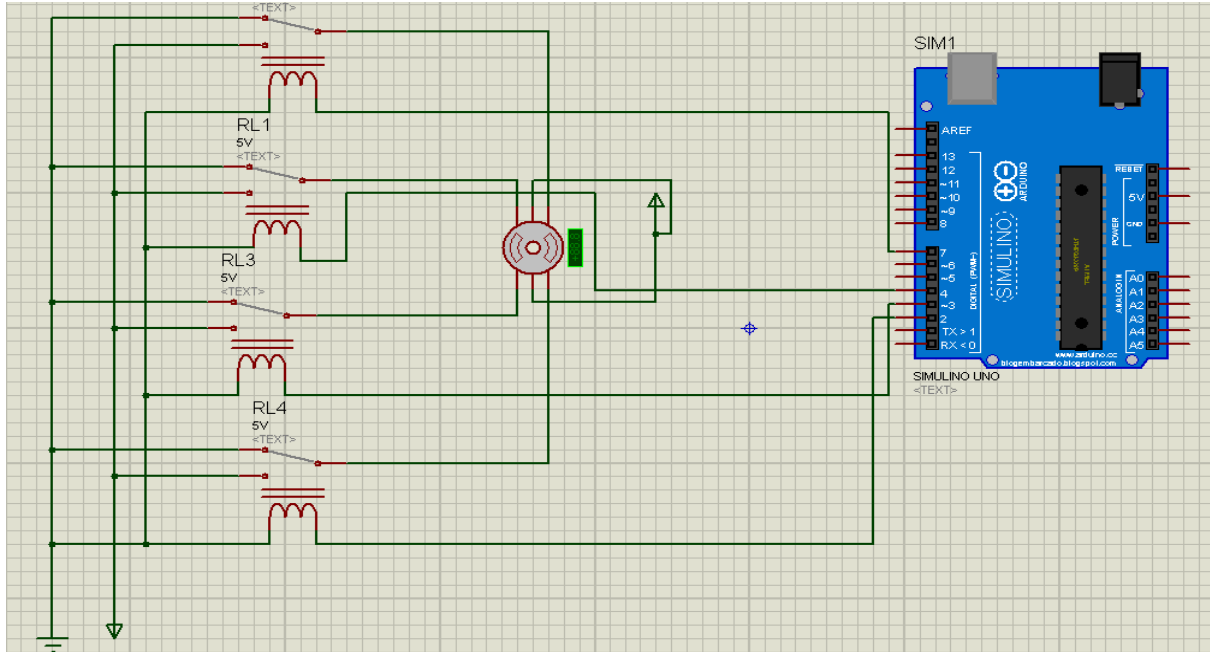 <TEXT>
SIM1
RL1
5V
<TEXT>
RL3
5V
<TEXT>
RL4
5V
<TEXT>
AREF
13
12
~11
~10
~9
8
7
~6
~5
4
~3
2
TX > 1
RX < 0
DIGITAL (PWM~)
ARDUINO
(SIMULINO)
RESET
5V
GND
POWER
ANALOG IN
A0
A1
A2
A3
A4
A5
www.arduino.cc
blogembarcado.blogspot.com
SIMULINO UNO
<TEXT>